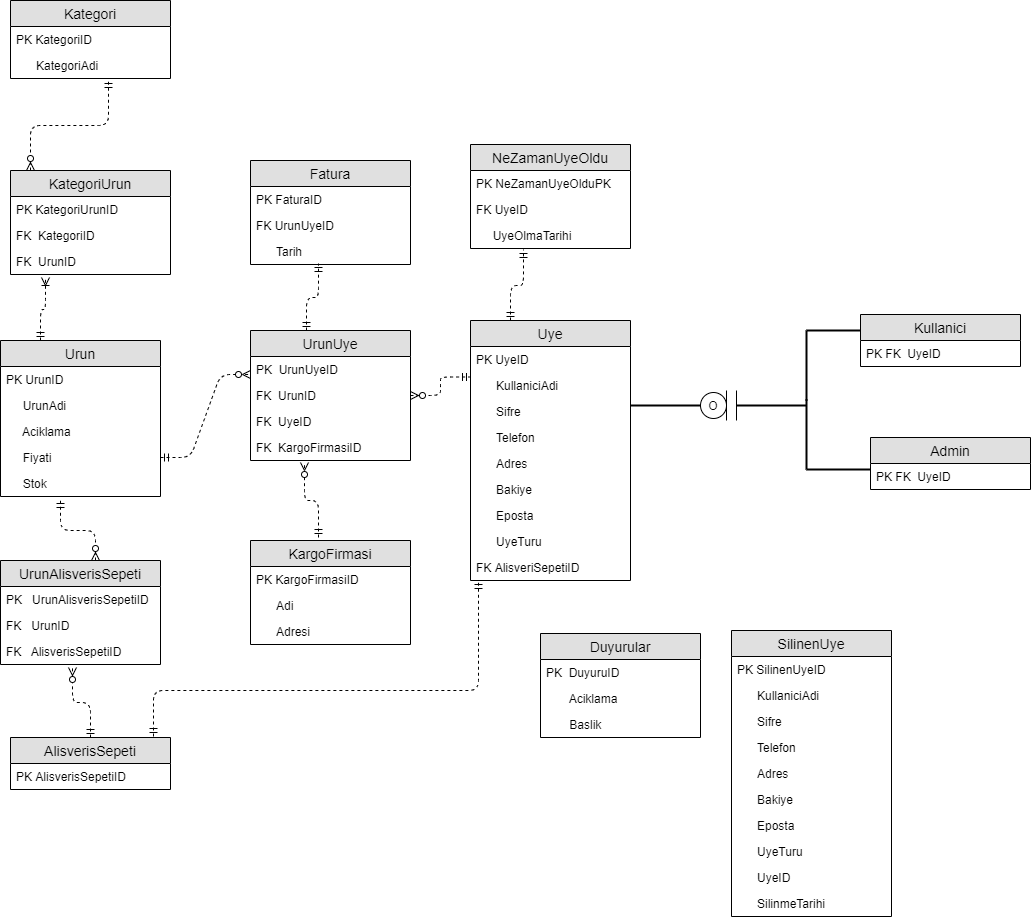 Kategori
PK KategoriID
KategoriAdi
KategoriUrun
PK KategoriUrunID
FK KategoriID
FK UrunID
Urun
PK UrunID
UrunAdi
Aciklama
Fiyati
Stok
UrunAlisverisSepeti
PK UrunAlisverisSepetiID
FK UrunID
FK AlisverisSepetiID
AlisverisSepeti
PK AlisverisSepetiID
Fatura
PK FaturaID
FK UrunUyeID
Tarih
UrunUye
PK UrunUyeID
FK UrunID
FK UyeID
FK KargoFirmasiID
KargoFirmasi
PK KargoFirmasiID
Adi
Adresi
NeZamanUyeOldu
PK NeZamanUyeOlduPK
FK UyeID
UyeOlmaTarihi
Uye
PK UyeID
KullaniciAdi
Sifre
Telefon
Adres
Bakiye
Eposta
UyeTuru
FK AlisveriSepetiID
O
Kullanici
PK FK UyeID
Admin
PK FK UyeID
Duyurular
PK DuyuruID
Aciklama
Baslik
SilinenUye
PK SilinenUyeID
KullaniciAdi
Sifre
Telefon
Adres
Bakiye
Eposta
UyeTuru
UyeID
SilinmeTarihi